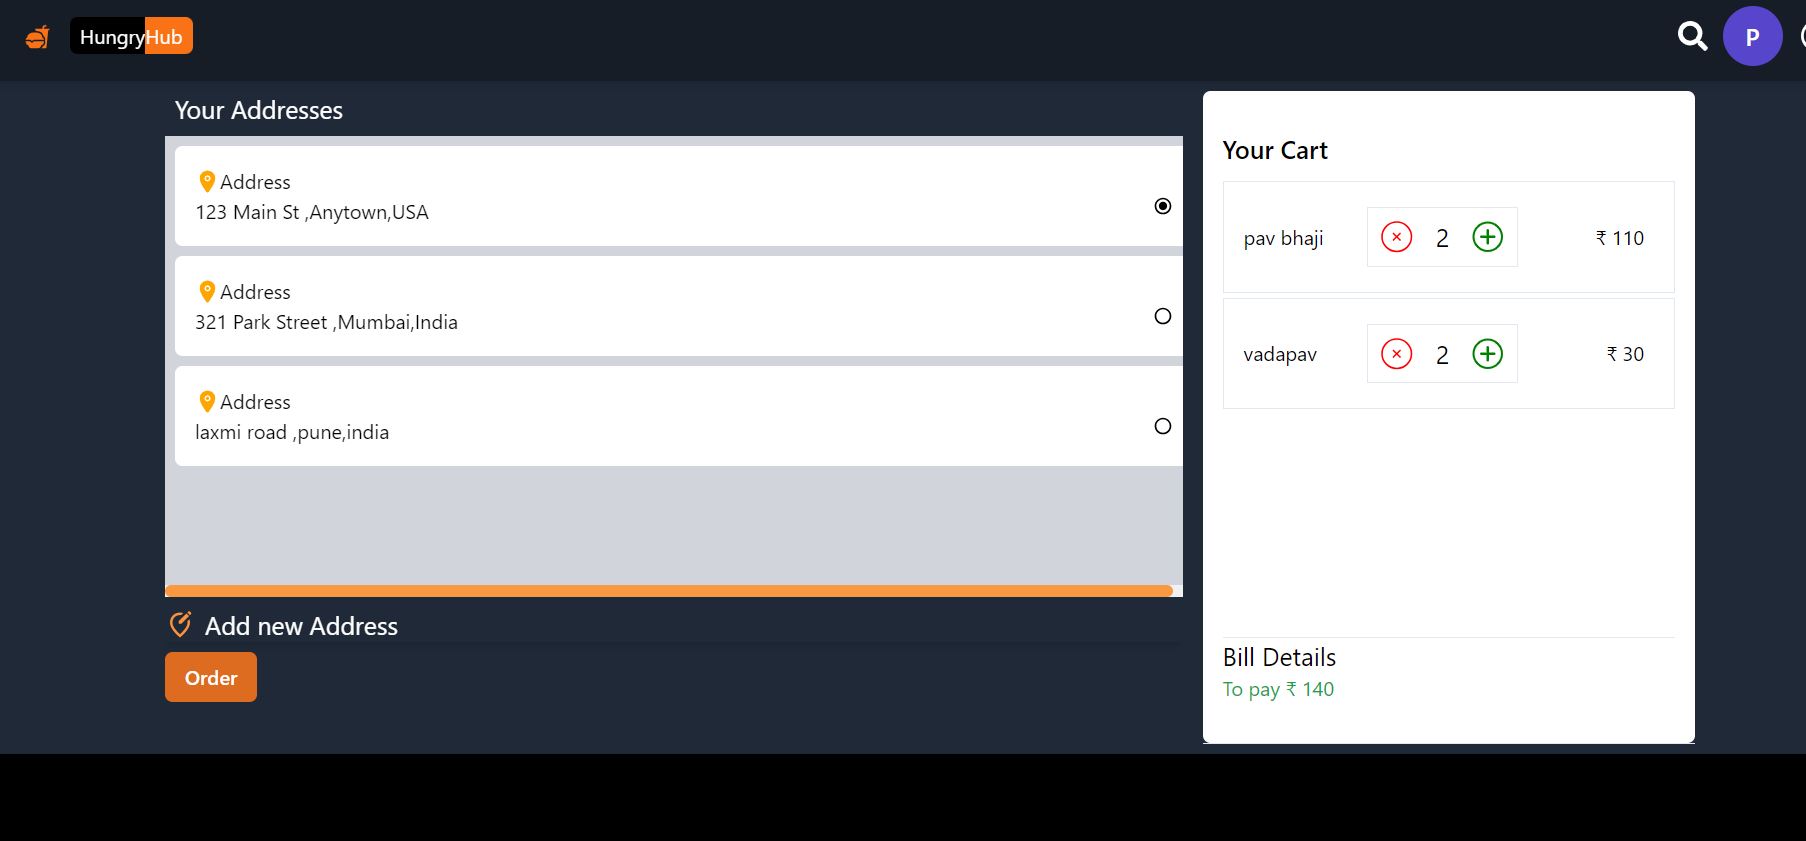 HungryHub
P
Your Addresses
Address
123 Main St ,Anytown,USA
Address
321 Park Street ,Mumbai,India
Address
laxmi road ,pune,india
Add new Address
Order
Your Cart
pav bhaji 2 ₹ 110
vadapav 2 ₹ 30
Bill Details
To pay ₹ 140